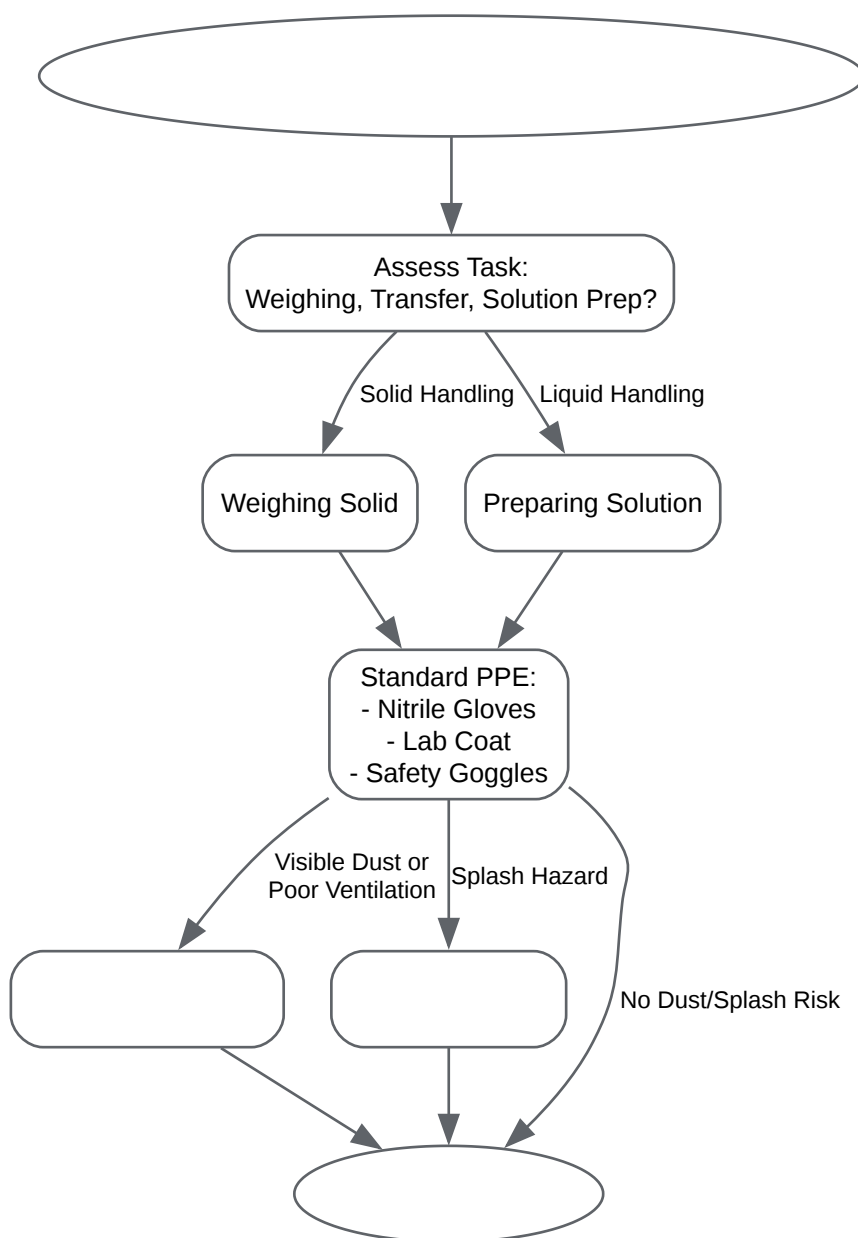 Assess Task:
Weighing, Transfer, Solution Prep?
Solid Handling
Liquid Handling
Weighing Solid
Preparing Solution
Standard PPE:
- Nitrile Gloves
- Lab Coat
- Safety Goggles
Visible Dust or
Poor Ventilation
Splash Hazard
No Dust/Splash Risk